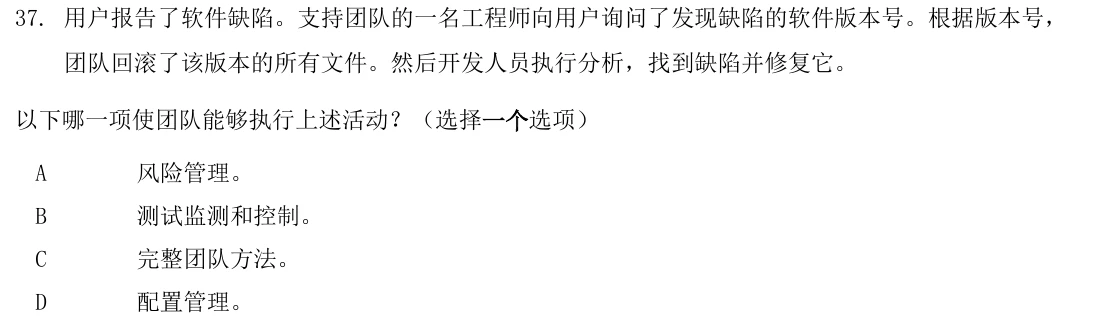 37. 用户报告了软件缺陷。支持团队的一名工程师向用户询问了发现缺陷的软件版本号。根据版本号，
团队回滚了该版本的所有文件。然后开发人员执行分析，找到缺陷并修复它。
以下哪一项使团队能够执行上述活动？（选择一个选项）
A 风险管理。
B 测试监测和控制。
C 完整团队方法。
D 配置管理。